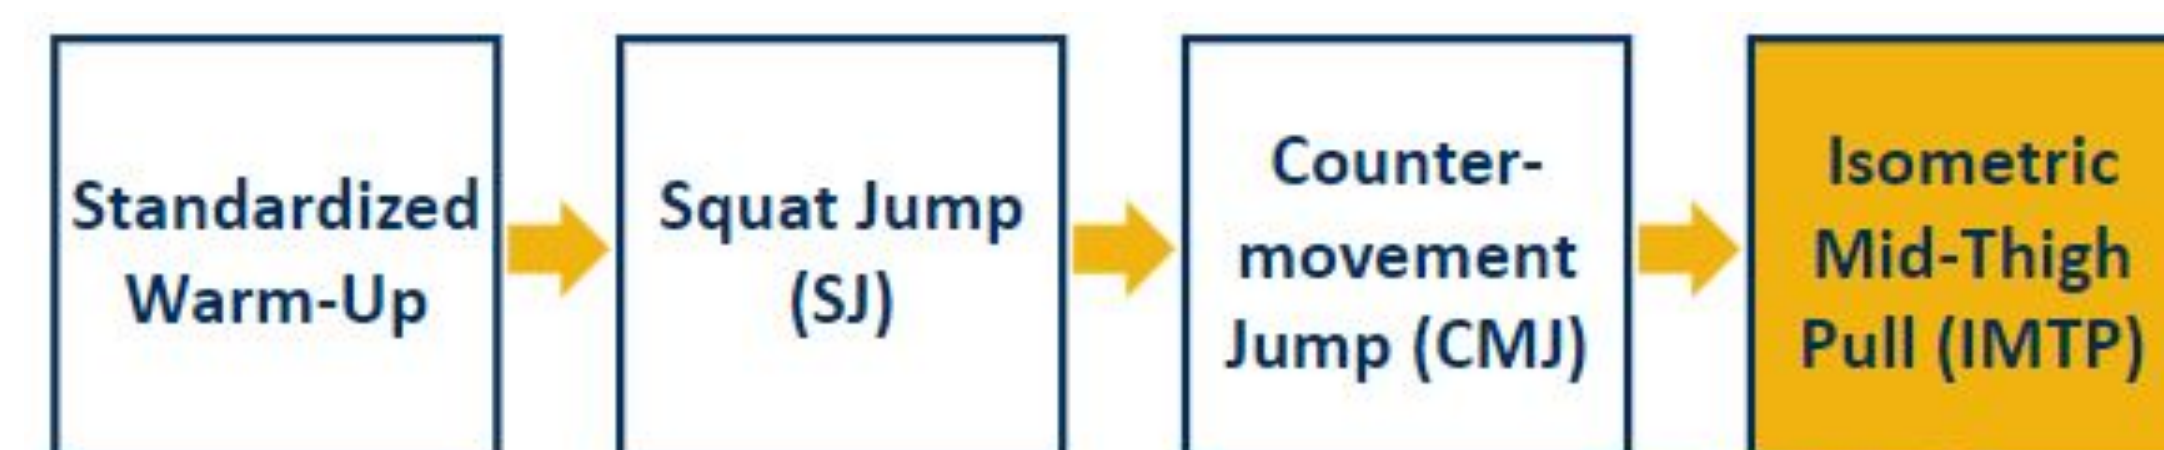 Standardized
Warm-Up
Squat Jump
(SJ)
Counter-
movement
Jump (CMJ)
Isometric
Mid-Thigh
Pull (IMTP)